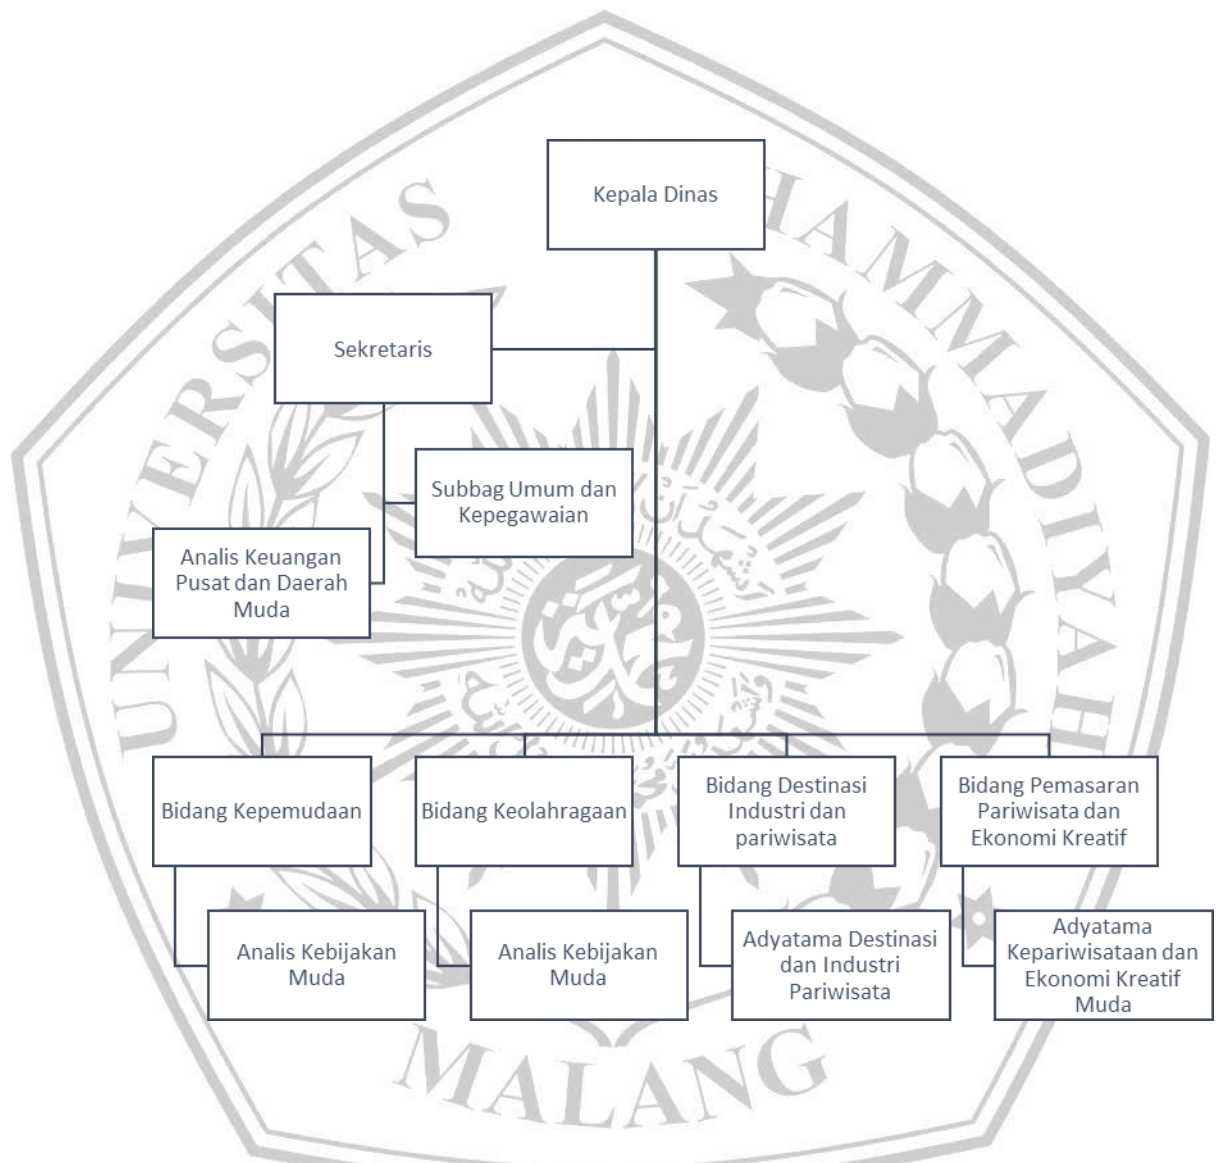 Kepala Dinas
Sekretaris
Subbag Umum dan
Kepegawaian
Analis Keuangan
Pusat dan Daerah
Muda
Bidang Kepemudaan
Bidang Keolahragaan
Bidang Destinasi
Industri dan
pariwisata
Bidang Pemasaran
Pariwisata dan
Ekonomi Kreatif
Analis Kebijakan
Muda
Analis Kebijakan
Muda
Adyatama Destinasi
dan Industri
Pariwisata
Adyatama
Kepariwisataan dan
Ekonomi Kreatif
Muda
UNIVERSITAS
HAMMADIYAH
MALANG